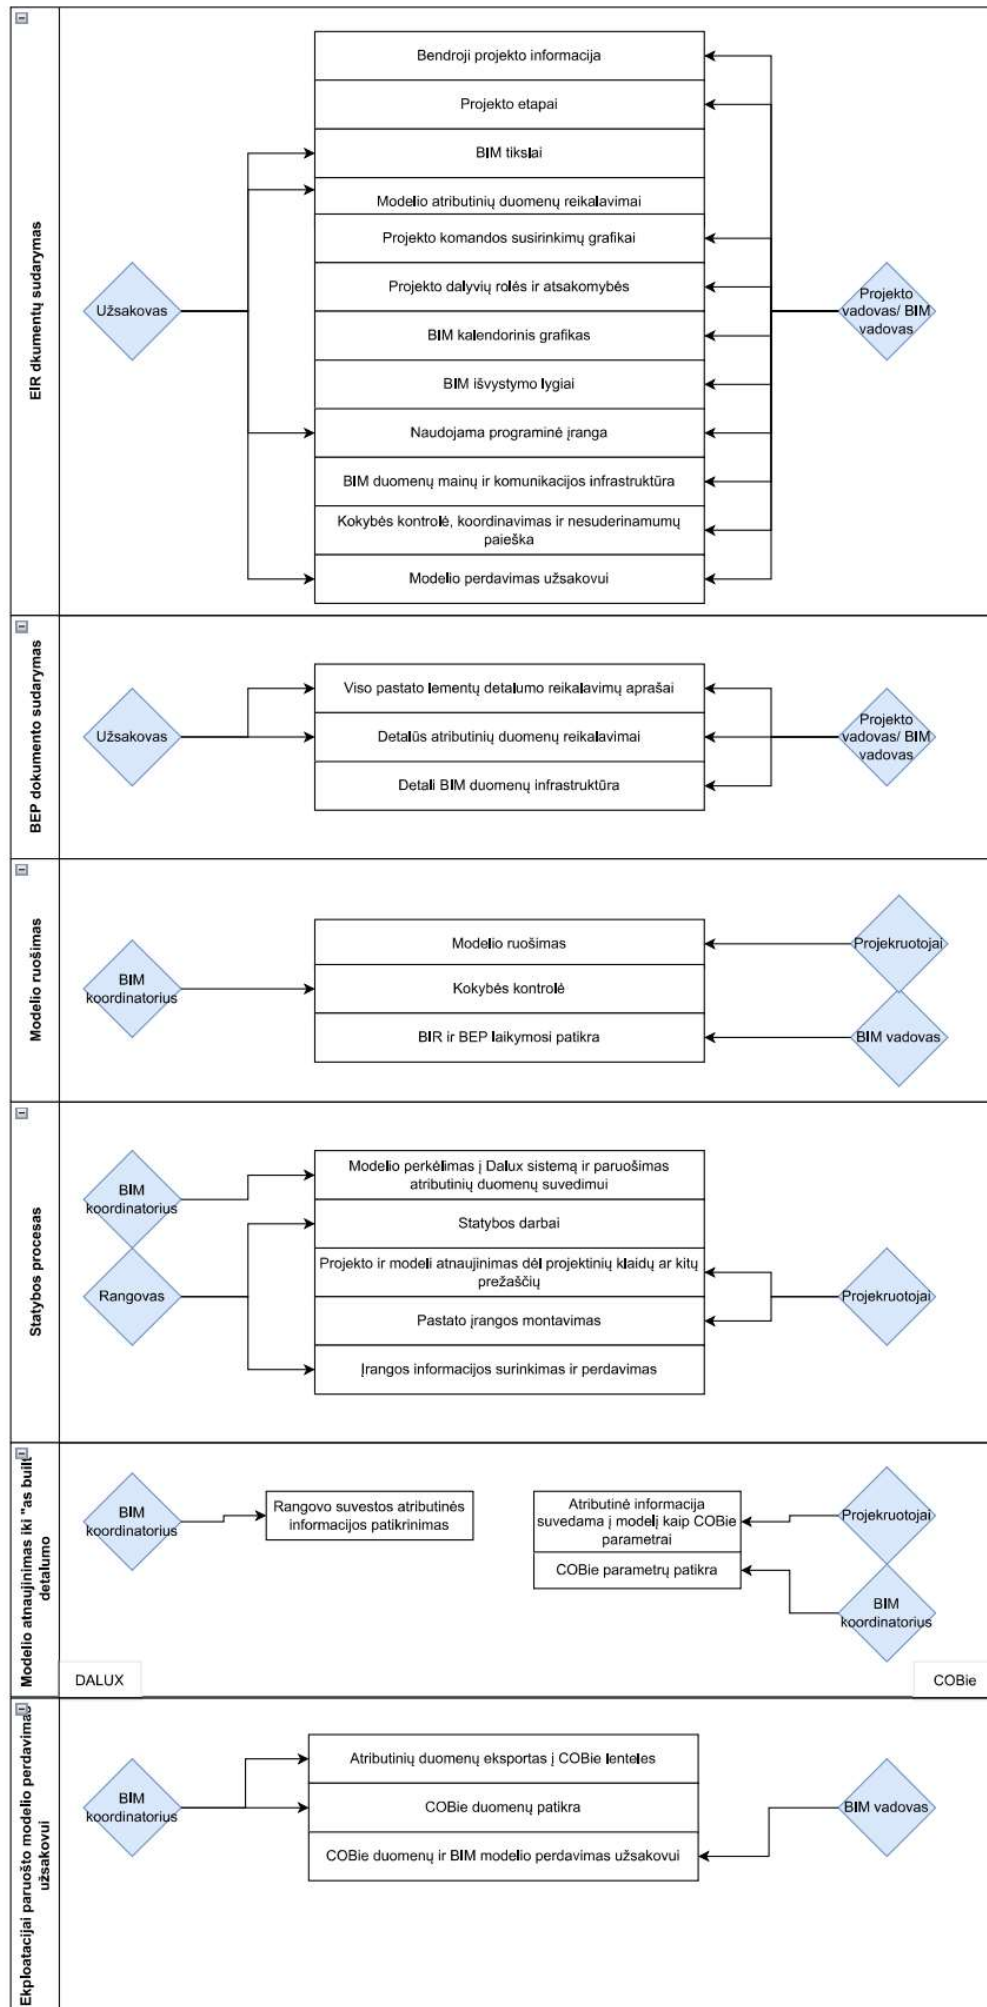 EIR dkumentų sudarymas
Bendroji projekto informacija
Projekto etapai
BIM tikslai
Modelio atributinių duomenų reikalavimai
Projekto komandos susirinkimų grafikai
Projekto dalyvių rolės ir atsakomybės
BIM kalendorinis grafikas
BIM išvystymo lygiai
Naudojama programinė įranga
BIM duomenų mainų ir komunikacijos infrastruktūra
Kokybės kontrolė, koordinavimas ir nesuderinamumų
paieška
Modelio perdavimas užsakovui
Užsakovas
Projekto
vadovas/ BIM
vadovas
BEP dokumento sudarymas
Užsakovas
Viso pastato lementų detalumo reikalavimų aprašai
Detalūs atributinių duomenų reikalavimai
Detali BIM duomenų infrastruktūra
Projekto
vadovas/ BIM
vadovas
Modelio ruošimas
BIM
koordinatorius
Modelio ruošimas
Kokybės kontrolė
BIR ir BEP laikymosi patikra
Projekruotojai
BIM vadovas
Statybos procesas
BIM
koordinatorius
Rangovas
Modelio perkėlimas į Dalux sistemą ir paruošimas
atributinių duomenų suvedimui
Statybos darbai
Projekto ir modeli atnaujinimas dėl projektinių klaidų ar kitų
prežaščių
Pastato įrangos montavimas
Įrangos informacijos surinkimas ir perdavimas
Projekruotojai
Modelio atnaujinimas iki "as built"
detalumo
BIM
koordinatorius
Rangovo suvestos atributinės
informacijos patikrinimas
Atributinė informacija
suvedama į modelį kaip COBie
parametrai
COBie parametrų patikra
Projekruotojai
BIM
koordinatorius
DALUX
COBie
Ekploatacijai paruošto modelio perdavimas
užsakovui
BIM
koordinatorius
Atributinių duomenų eksportas į COBie lenteles
COBie duomenų patikra
COBie duomenų ir BIM modelio perdavimas užsakovui
BIM vadovas